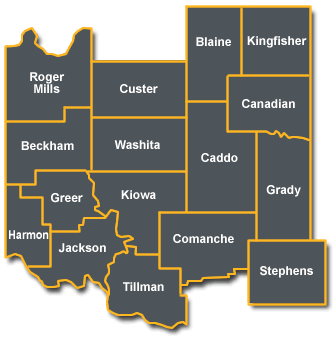 Blaine
Kingfisher
Roger
Mills
Custer
Canadian
Beckham
Washita
Caddo
Greer
Kiowa
Grady
Harmon
Jackson
Comanche
Stephens
Tillman